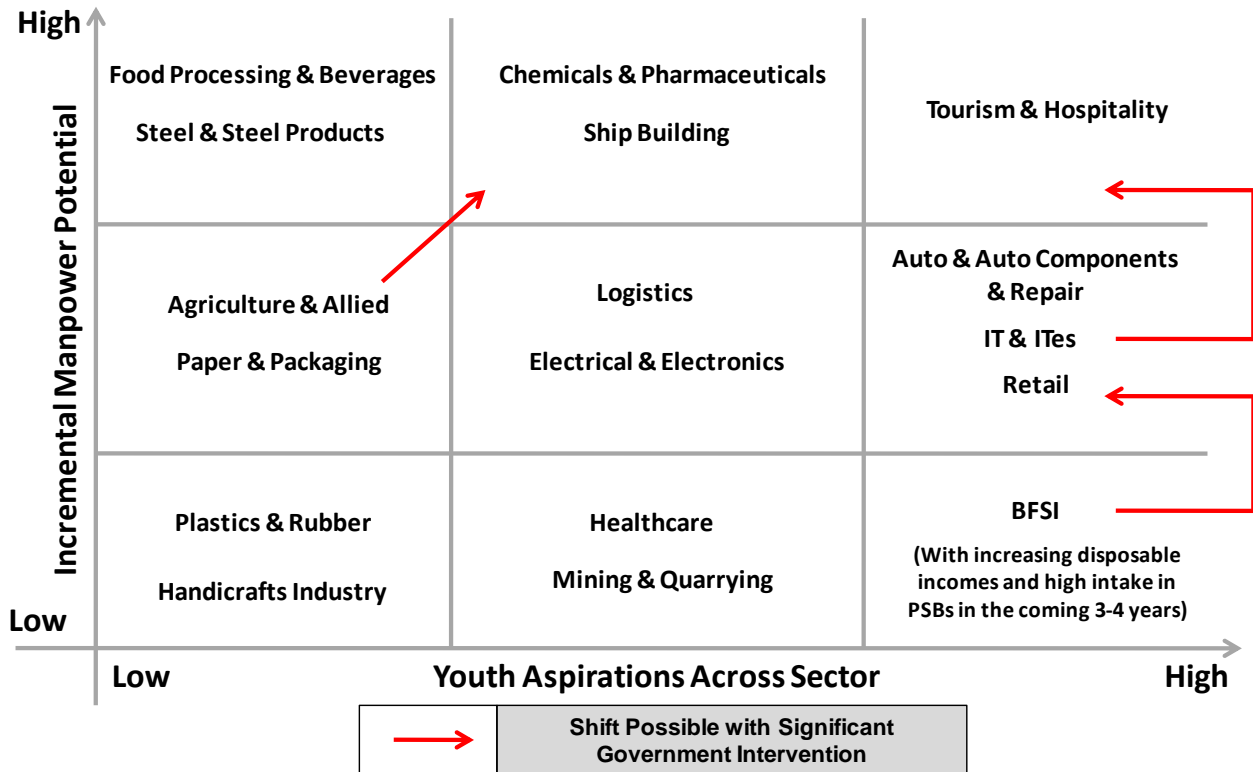 High
Incremental Manpower Potential
Low
Food Processing & Beverages
Steel & Steel Products
Chemicals & Pharmaceuticals
Ship Building
Tourism & Hospitality
Agriculture & Allied
Paper & Packaging
Logistics
Electrical & Electronics
Auto & Auto Components
& Repair
IT & ITes
Retail
Plastics & Rubber
Handicrafts Industry
Healthcare
Mining & Quarrying
BFSI
(With increasing disposable
incomes and high intake in
PSBs in the coming 3-4 years)
Low
Youth Aspirations Across Sector
High
Shift Possible with Significant
Government Intervention